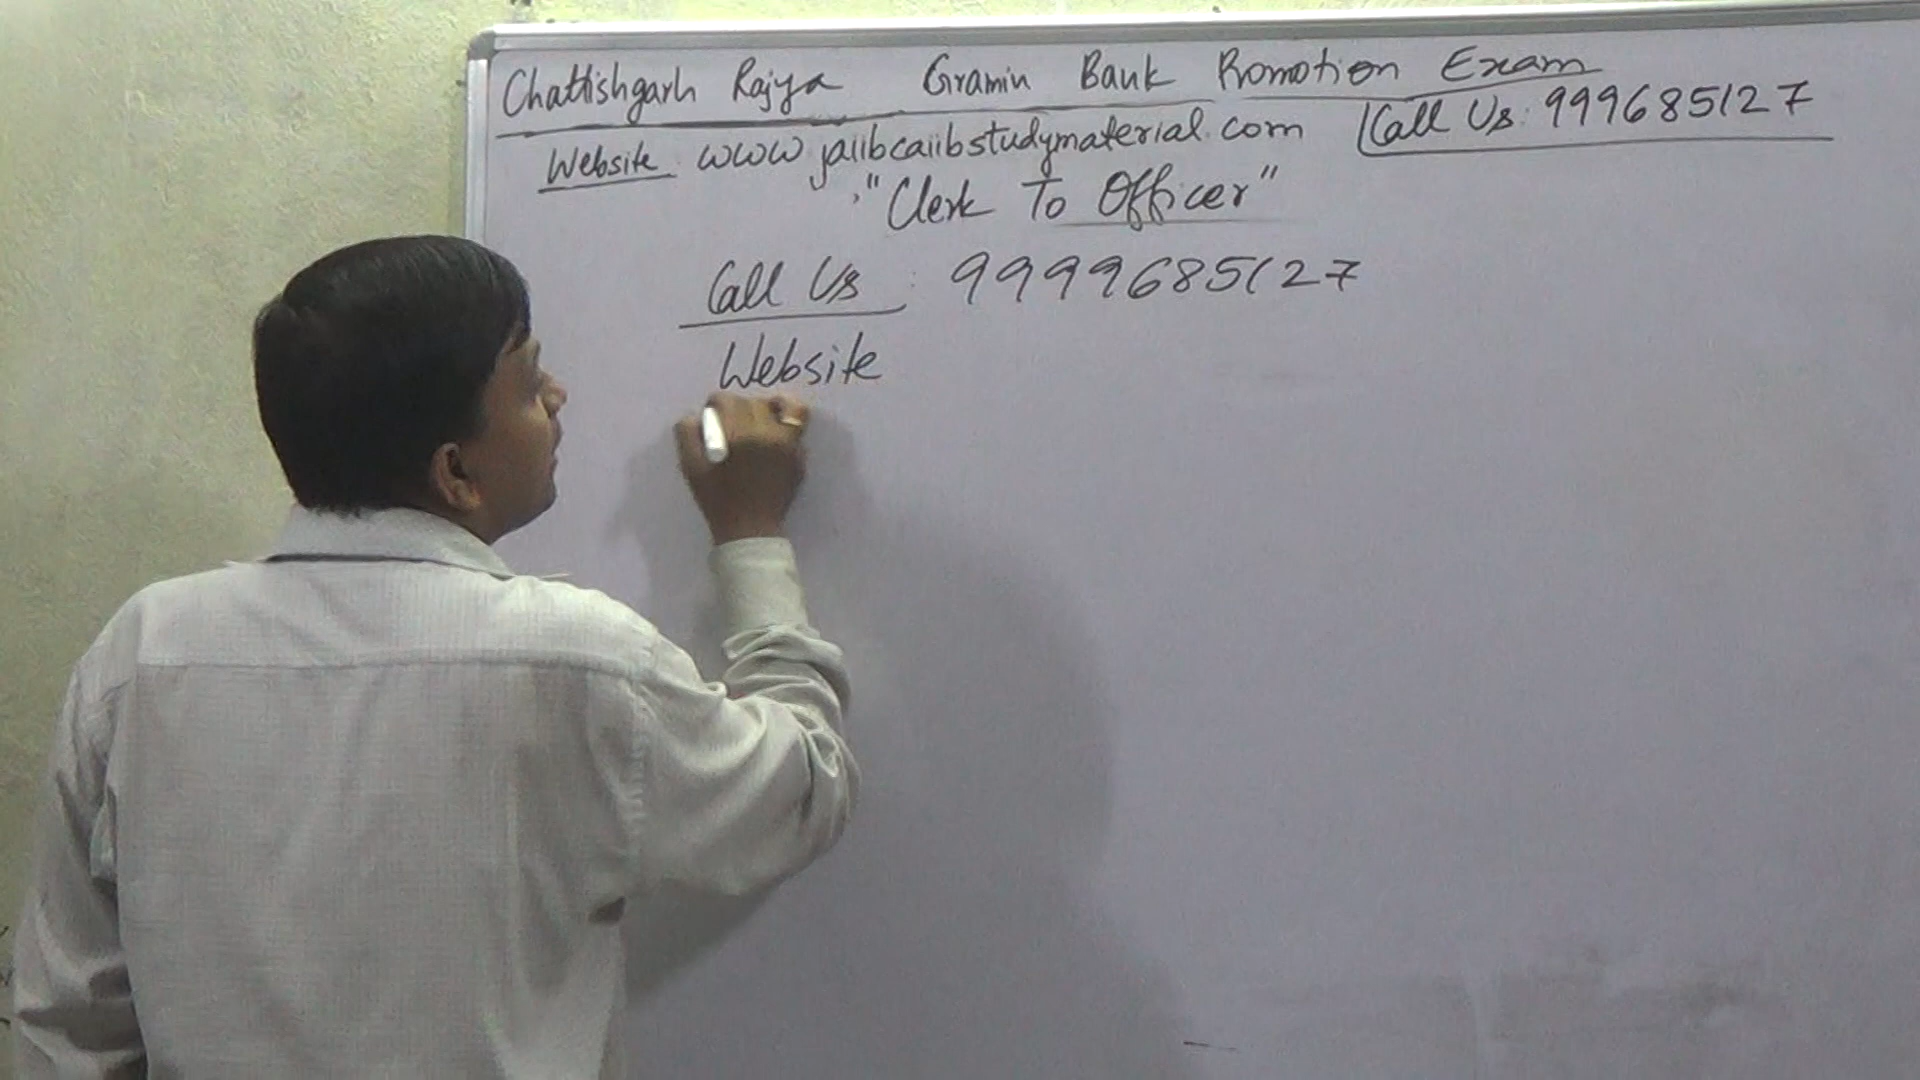 Chattishgarh Rajya Gramin Bank Promotion Exam
Website www.jaiibcaiibstudymaterial.com Call Us: 999685127
"Clerk To Officer"
Call Us : 9999685127
Website